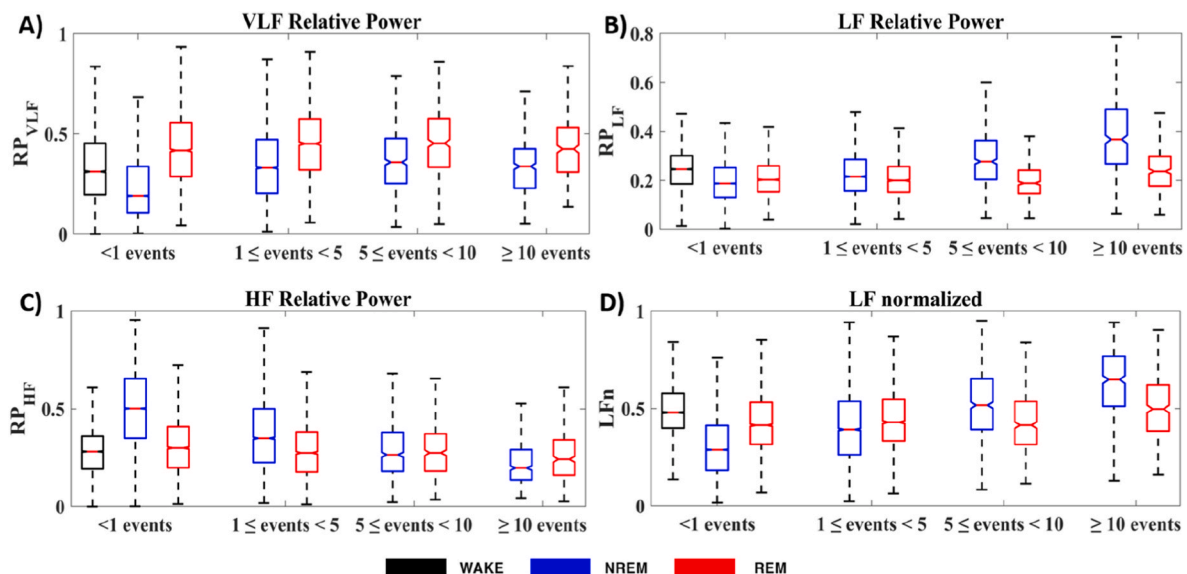 A) VLF Relative Power
1
0.5
0
RP_VLF
<1 events 1 ≤ events < 5 5 ≤ events < 10 ≥ 10 events
B) LF Relative Power
0.8
0.6
0.4
0.2
0
RP_LF
<1 events 1 ≤ events < 5 5 ≤ events < 10 ≥ 10 events
C) HF Relative Power
1
0.5
0
RP_HF
<1 events 1 ≤ events < 5 5 ≤ events < 10 ≥ 10 events
D) LF normalized
1
0.5
0
LFn
<1 events 1 ≤ events < 5 5 ≤ events < 10 ≥ 10 events
WAKE NREM REM